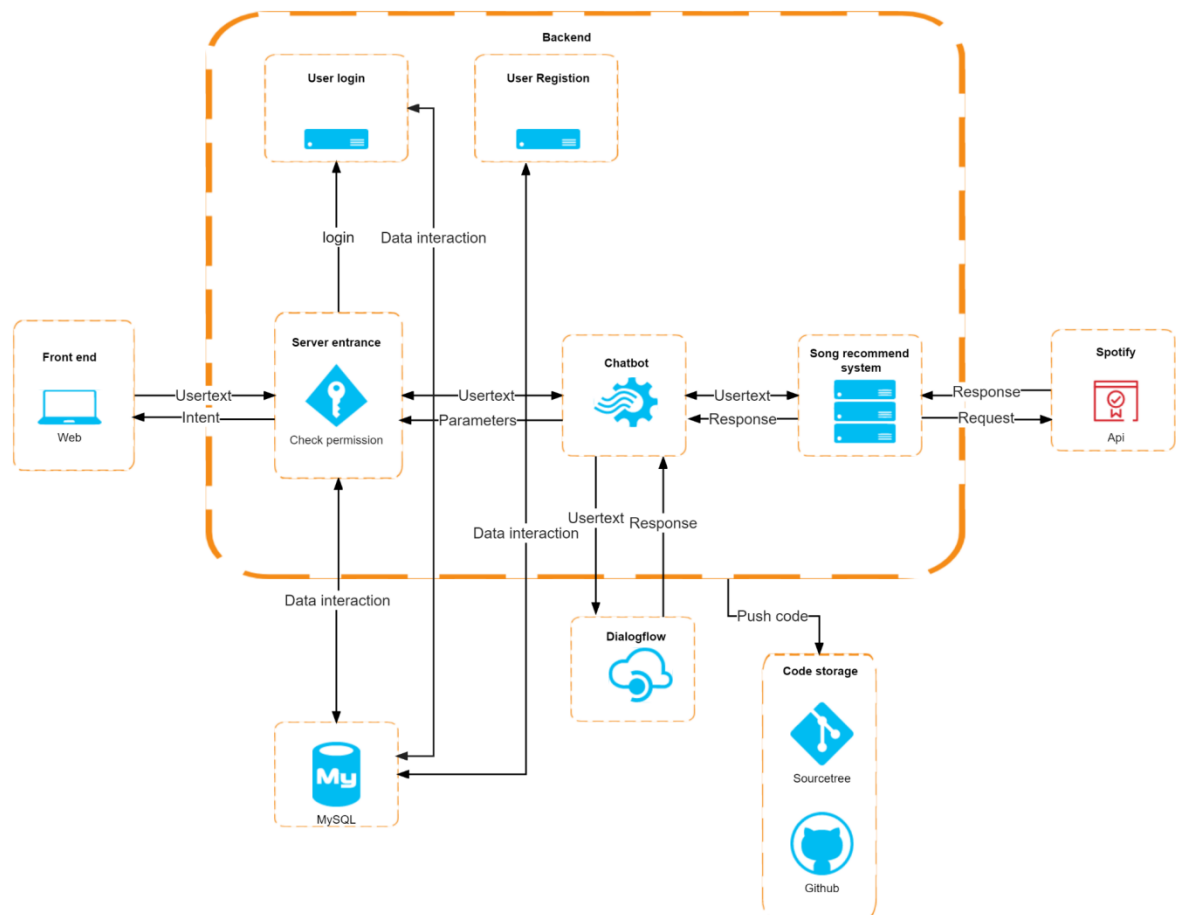 Backend
User login
User Registion
login
Data interaction
Front end
Web
Usertext
Intent
Server entrance
Check permission
Usertext
Parameters
Chatbot
Usertext
Response
Song recommend
system
Response
Request
Spotify
Api
Usertext
Response
Data interaction
Data interaction
Push code
Dialogflow
Code storage
Sourcetree
Github
My
MySQL